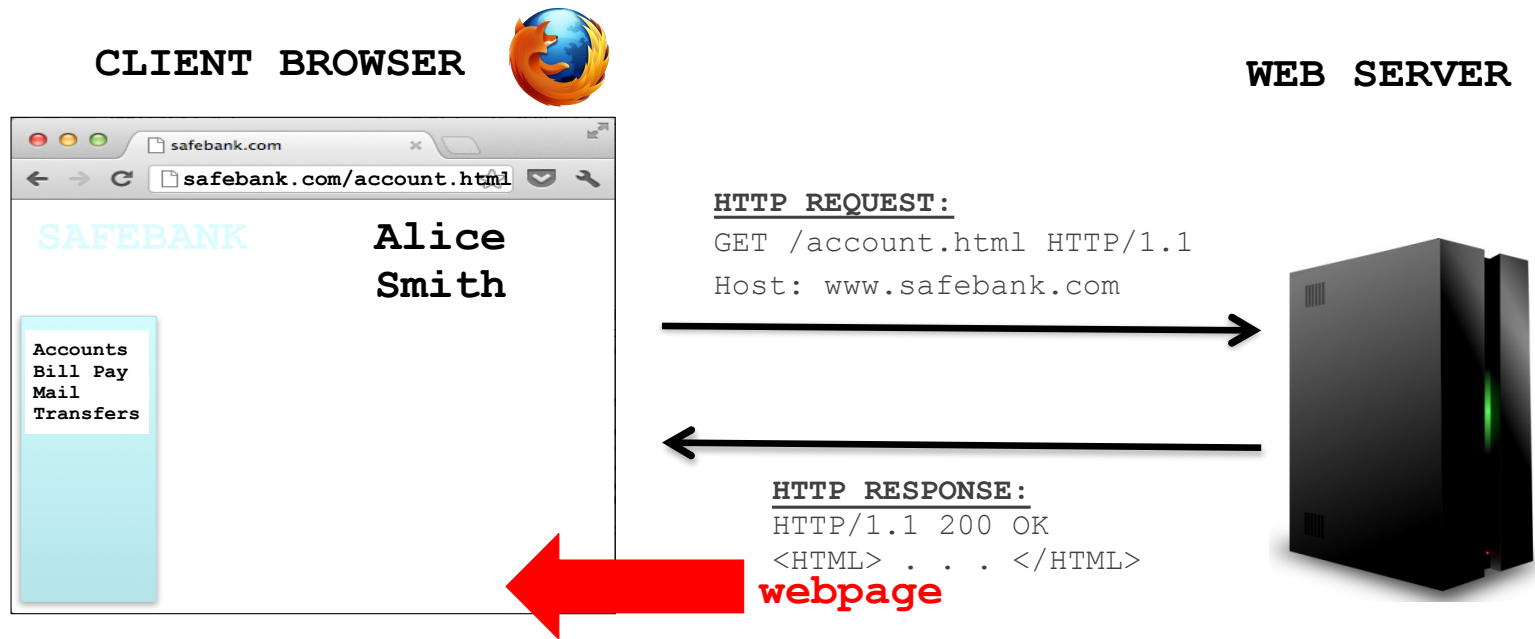 CLIENT BROWSER
WEB SERVER
safebank.com
safebank.com/account.html
SAFEBANK
Alice
Smith
Accounts
Bill Pay
Mail
Transfers
HTTP REQUEST:
GET /account.html HTTP/1.1
Host: www.safebank.com
HTTP RESPONSE:
HTTP/1.1 200 OK
<HTML> . . . </HTML>
webpage